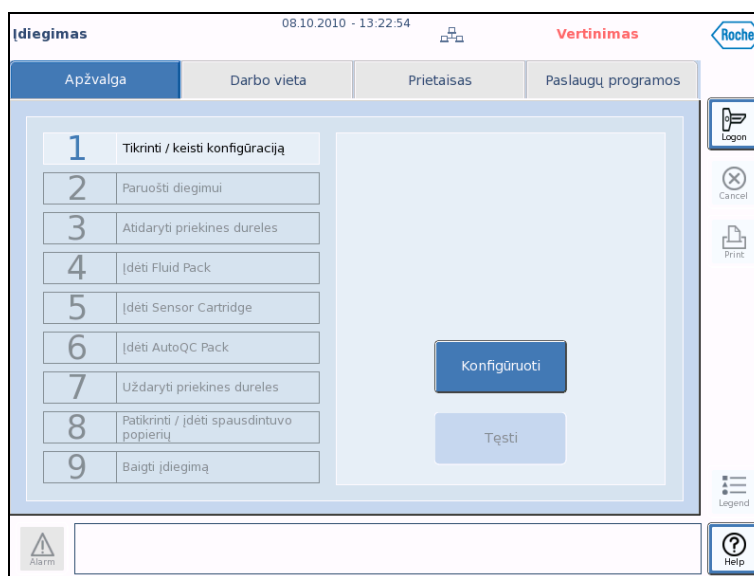 Įdiegimas
08.10.2010 - 13:22:54
Vertinimas
Roche
Apžvalga
Darbo vieta
Prietaisas
Paslaugų programos
1 Tikrinti / keisti konfigūraciją
2 Paruošti diegimui
3 Atidaryti priekines dureles
4 Įdėti Fluid Pack
5 Įdėti Sensor Cartridge
6 Įdėti AutoQC Pack
7 Uždaryti priekines dureles
8 Patikrinti / įdėti spausdintuvo
popierių
9 Baigti įdiegimą
Konfigūruoti
Tęsti
Logon
Cancel
Print
Legend
Alarm
Help